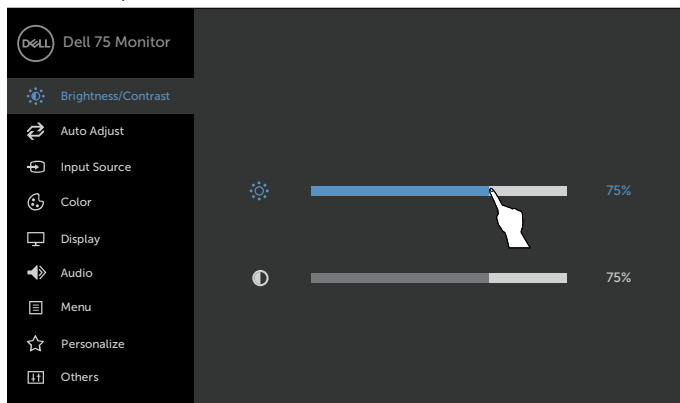 DELL
Dell 75 Monitor
Brightness/Contrast
Auto Adjust
Input Source
Color
Display
Audio
Menu
Personalize
Others
75%
75%